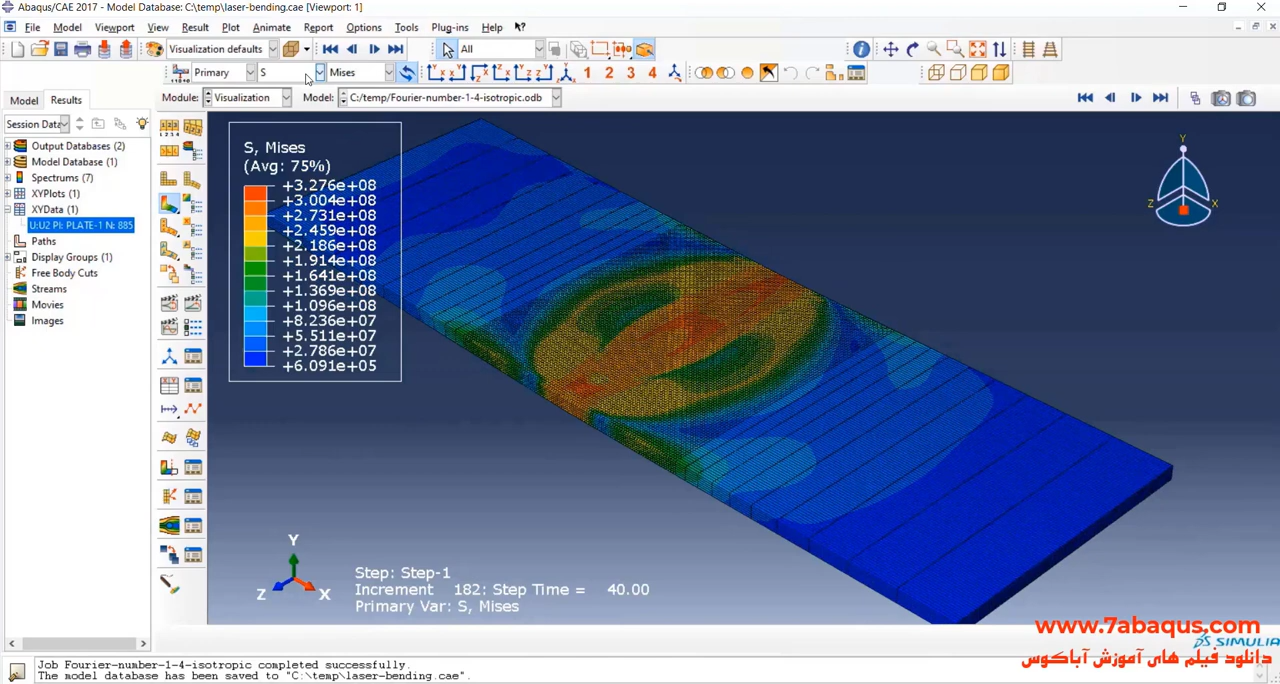 Abaqus/CAE 2017 - Model Database: C:\temp\laser-bending.cae [Viewport: 1]
File Model Viewport View Result Plot Animate Report Options Tools Plug-ins Help
Visualization defaults All
Primary S Mises 1 2 3 4
Model Results Module: Visualization Model: C:/temp/Fourier-number-1-4-isotropic.odb
Session Data
Output Databases (2)
Model Database (1)
Spectrums (7)
XYPlots (1)
XYData (1)
U:U2 PI: PLATE-1 N: 885
Paths
Display Groups (1)
Free Body Cuts
Streams
Movies
Images
S, Mises
(Avg: 75%)
+3.276e+08
+3.004e+08
+2.731e+08
+2.459e+08
+2.186e+08
+1.914e+08
+1.641e+08
+1.369e+08
+1.096e+08
+8.236e+07
+5.511e+07
+2.786e+07
+6.091e+05
Y
Z X
Y
Z X
Step: Step-1
Increment 182: Step Time = 40.00
Primary Var: S, Mises
www.7abaqus.com
SIMULIA
دانلود فیلم های آموزش آباکوس
Job Fourier-number-1-4-isotropic completed successfully.
The model database has been saved to "C:\temp\laser-bending.cae".